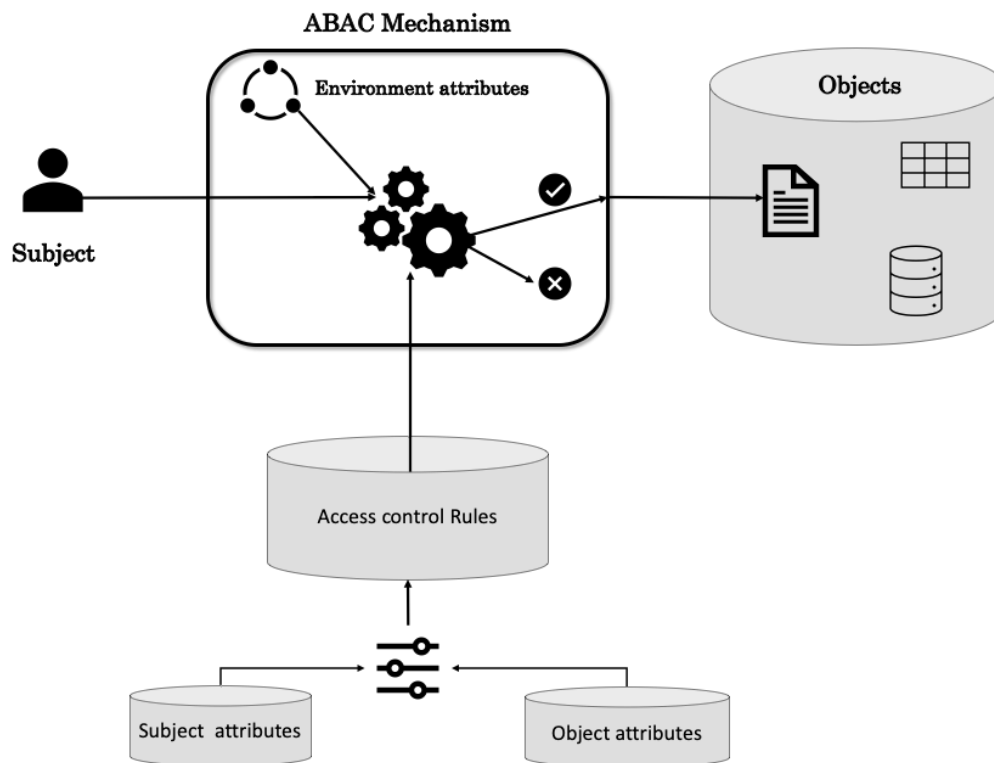 ABAC Mechanism
Environment attributes
Objects
Subject
Access control Rules
Subject attributes
Object attributes